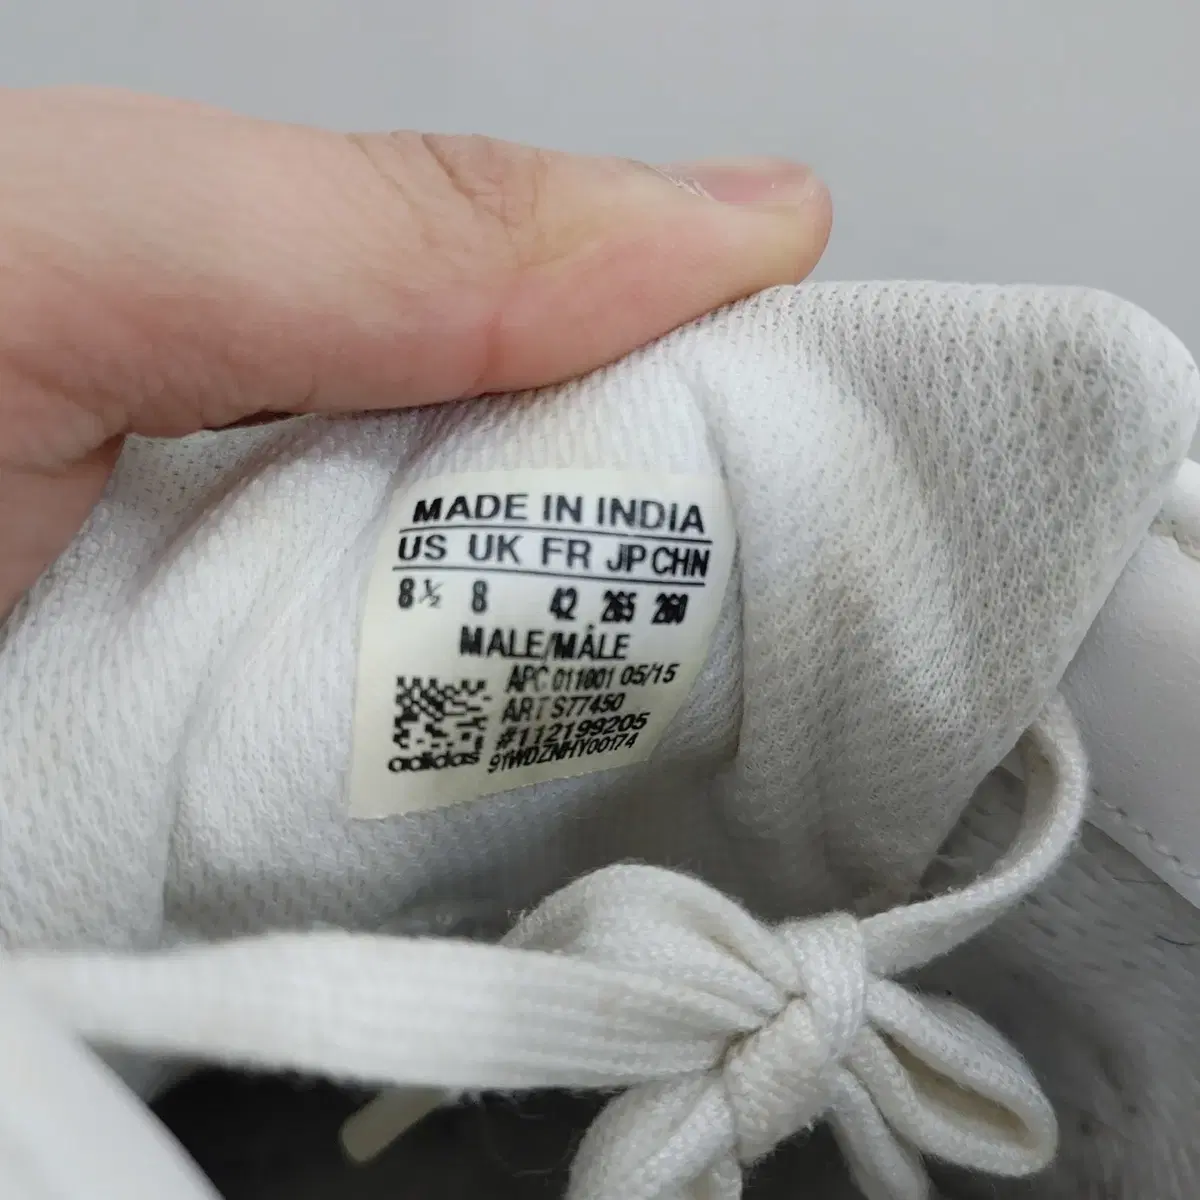 MADE IN INDIA
US UK FR JP CHN
8½ 8 42 265 260
MALE/MÂLE
APC 011001 05/15
ART S77450
#112199205
91WDZNHY00174
adidas